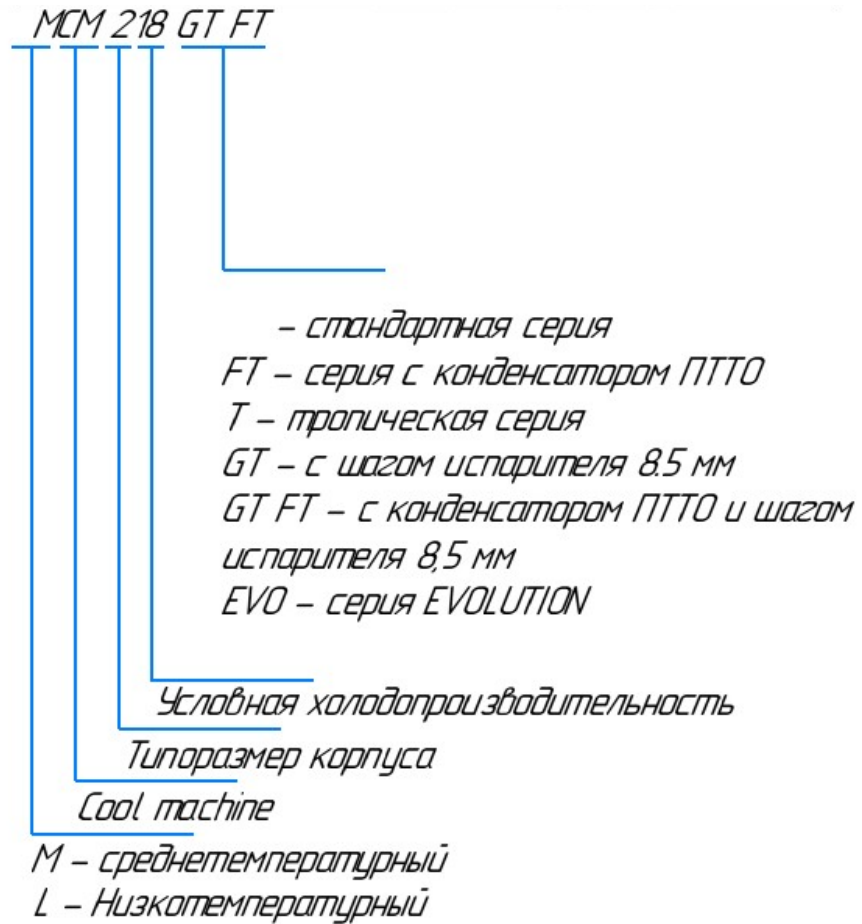 MCM 218 GT FT
– стандартная серия
FT – серия с конденсатором ПТТО
T – тропическая серия
GT – с шагом испарителя 8.5 мм
GT FT – с конденсатором ПТТО и шагом
испарителя 8,5 мм
EVO – серия EVOLUTION
Условная холодопроизводительность
Типоразмер корпуса
Cool machine
M – среднетемпературный
L – Низкотемпературный